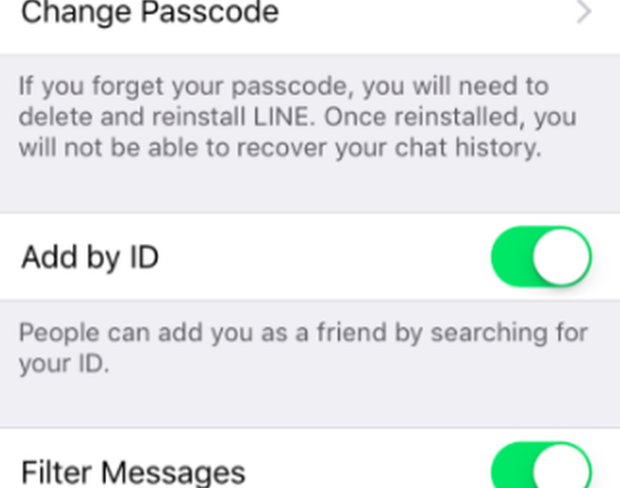 Change Passcode
If you forget your passcode, you will need to
delete and reinstall LINE. Once reinstalled, you
will not be able to recover your chat history.
Add by ID
People can add you as a friend by searching for
your ID.
Filter Messages